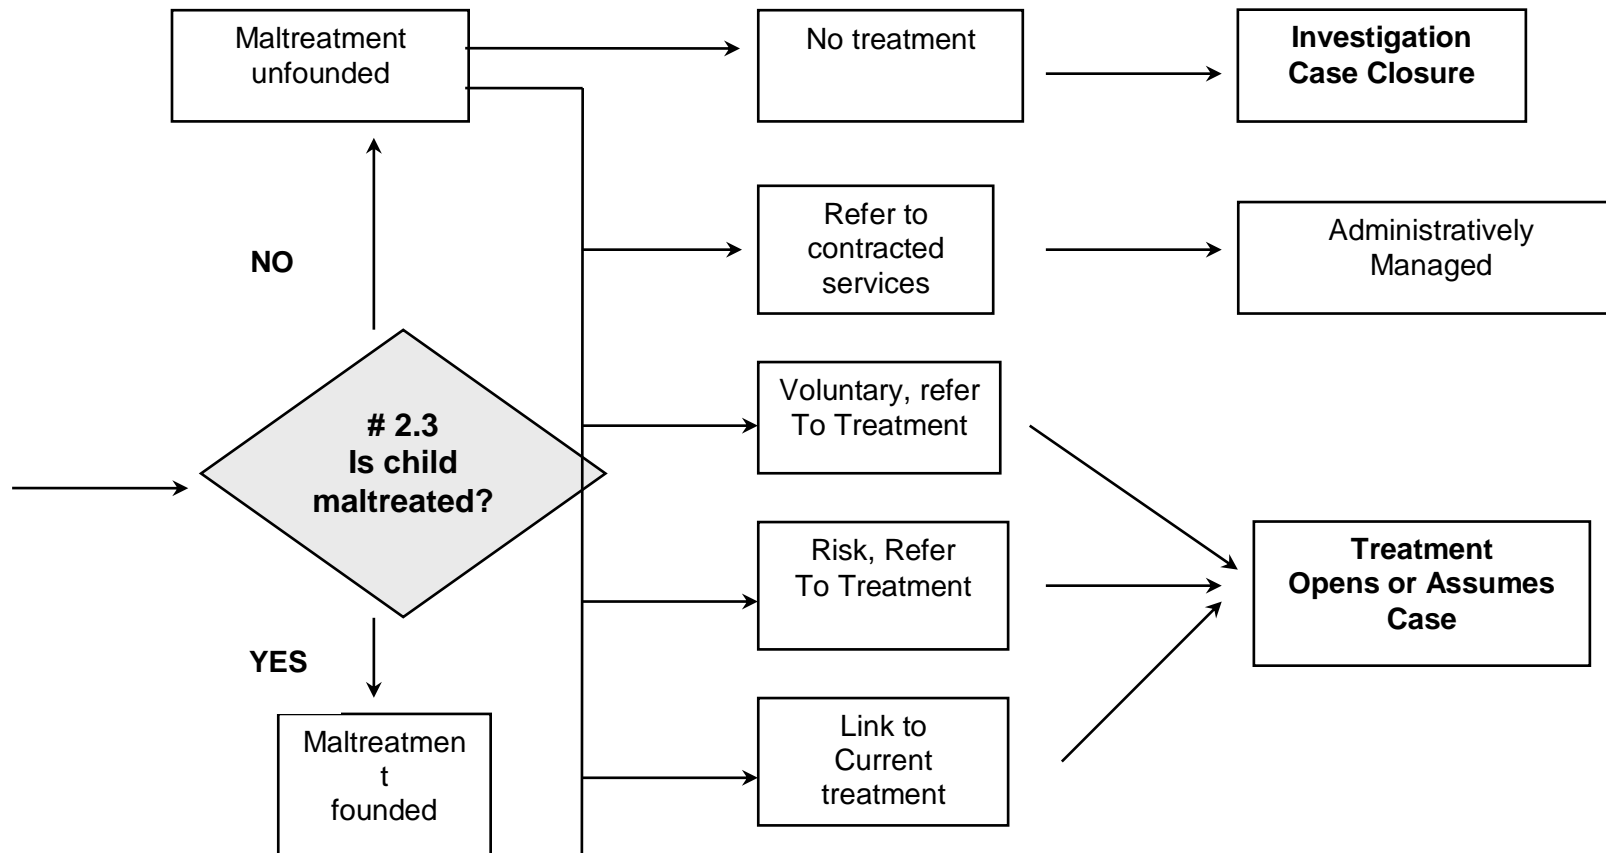 Maltreatment
unfounded
No treatment
Investigation
Case Closure
Refer to
contracted
services
Administratively
Managed
NO
Voluntary, refer
To Treatment
# 2.3
Is child
maltreated?
Risk, Refer
To Treatment
Treatment
Opens or Assumes
Case
YES
Maltreatmen
t
founded
Link to
Current
treatment